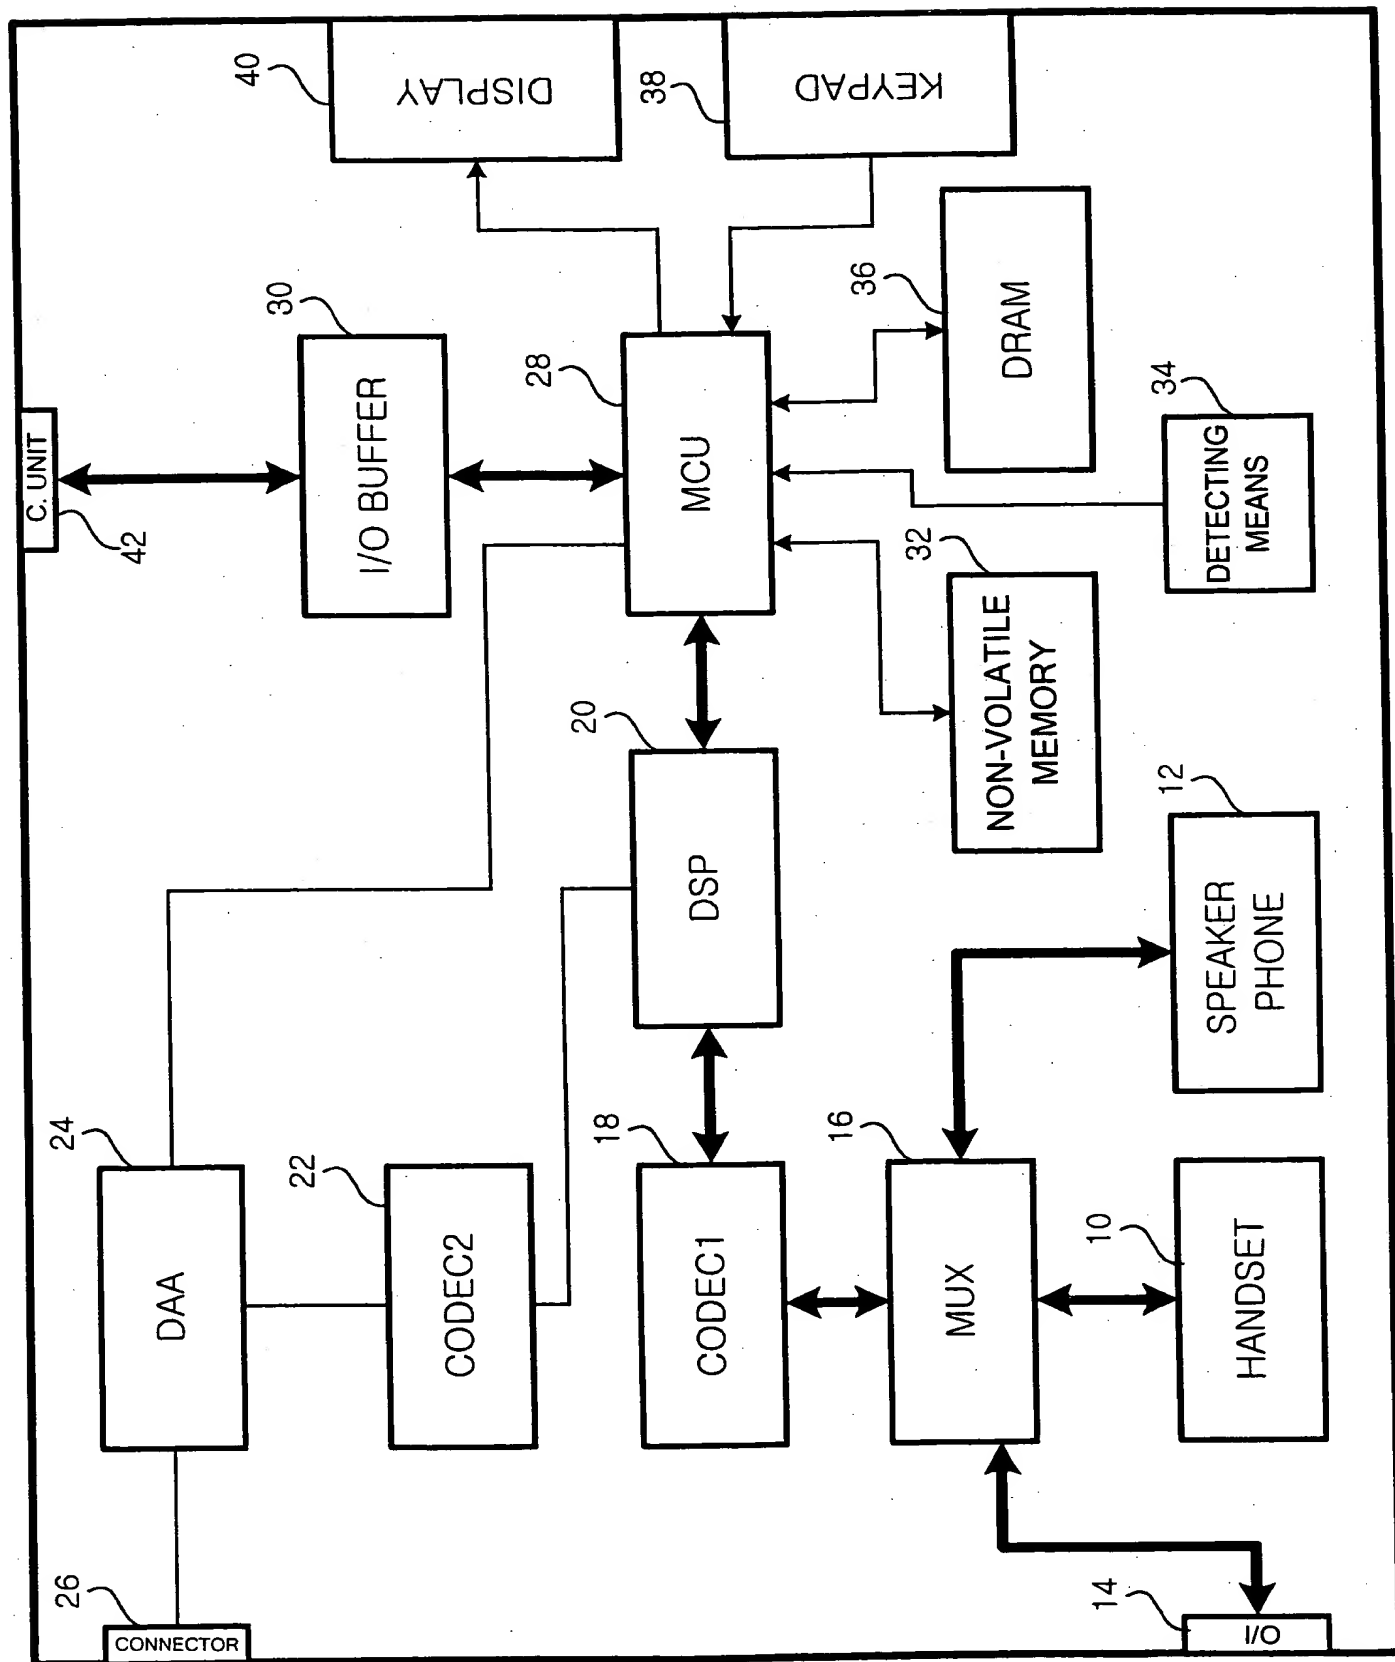 40
DISPLAY
38
KEYPAD
C. UNIT
42
30
I/O BUFFER
28
MCU
36
DRAM
34
DETECTING
MEANS
32
NON-VOLATILE
MEMORY
20
DSP
12
SPEAKER
PHONE
24
DAA
22
CODEC2
18
CODEC1
16
MUX
10
HANDSET
26
CONNECTOR
14
I/O